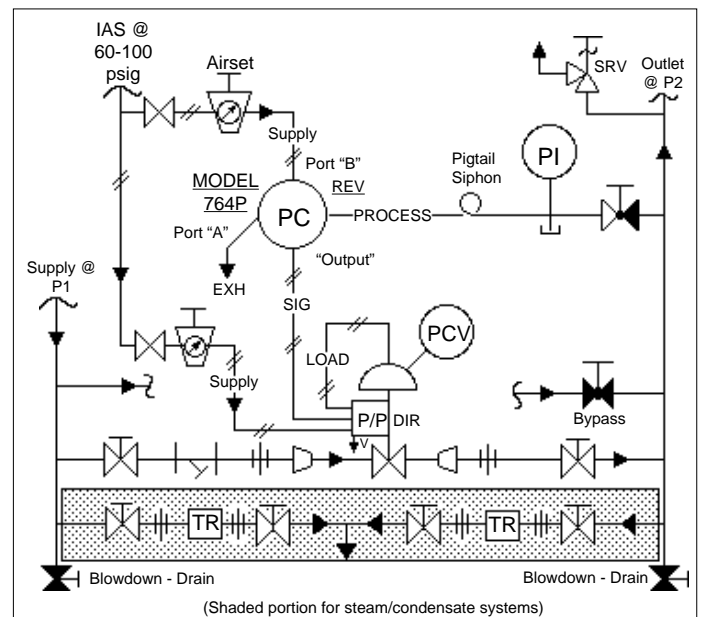 IAS @
60-100
psig
Airset
SRV
Outlet
@ P2
Supply
Port “B”
MODEL
764P
REV
PC
PROCESS
Pigtail
Siphon
PI
Port “A”
EXH
“Output”
SIG
Supply @
P1
LOAD
PCV
Supply
P/P
DIR
V
Bypass
TR
TR
Blowdown - Drain
Blowdown - Drain
(Shaded portion for steam/condensate systems)